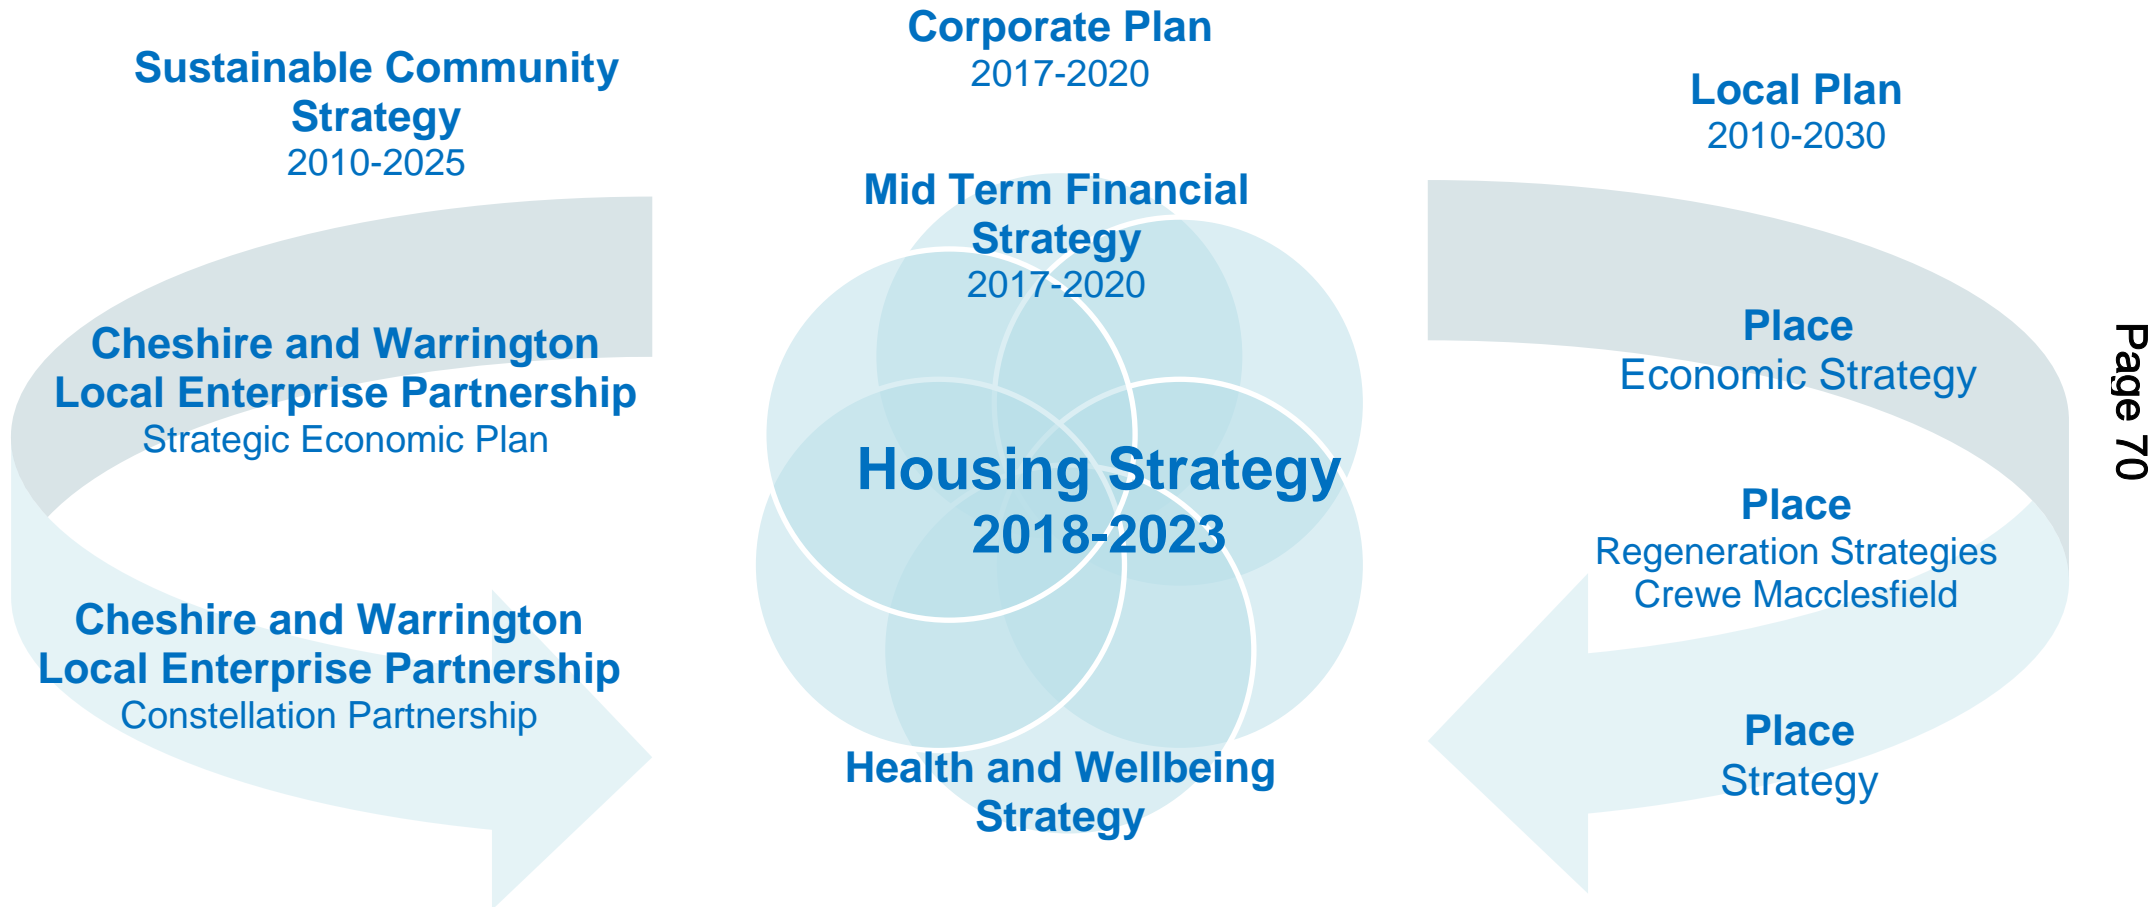 Corporate Plan
2017-2020
Sustainable Community
Strategy
2010-2025
Local Plan
2010-2030
Mid Term Financial
Strategy
2017-2020
Cheshire and Warrington
Local Enterprise Partnership
Strategic Economic Plan
Place
Economic Strategy
Housing Strategy
2018-2023
Place
Regeneration Strategies
Crewe Macclesfield
Cheshire and Warrington
Local Enterprise Partnership
Constellation Partnership
Health and Wellbeing
Strategy
Place
Strategy
Page 70